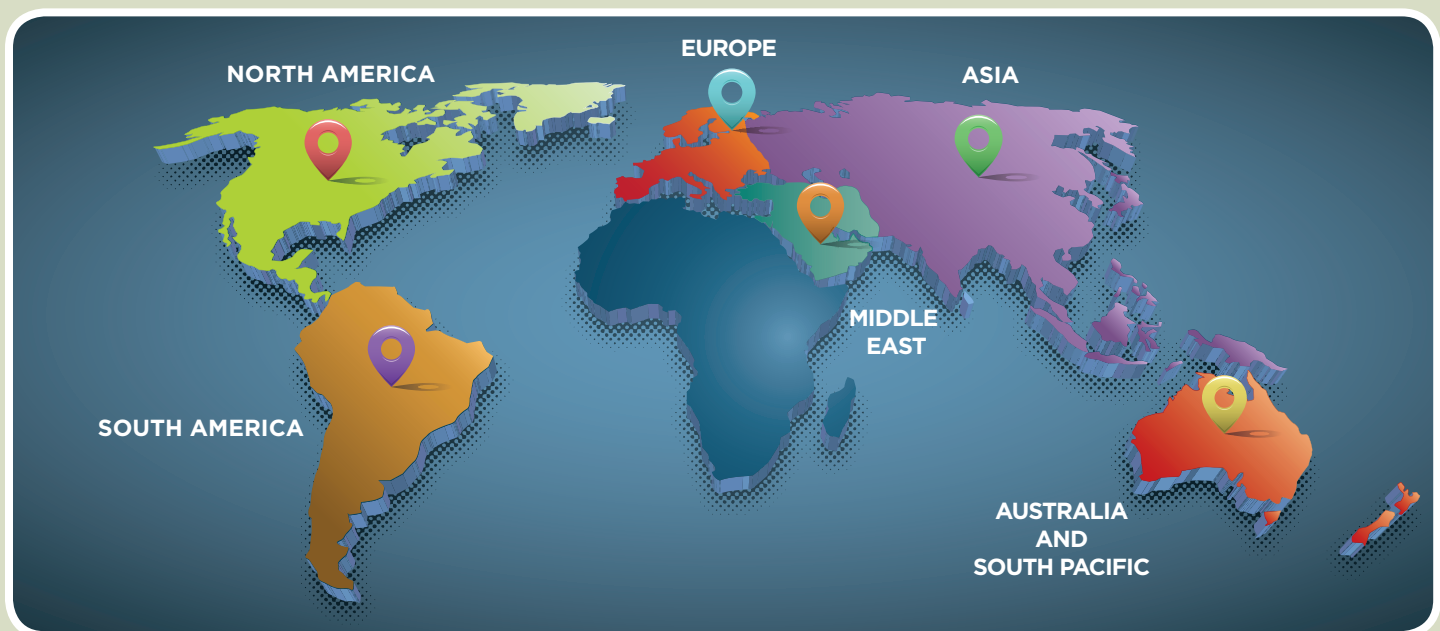 EUROPE
NORTH AMERICA
ASIA
MIDDLE
EAST
SOUTH AMERICA
AUSTRALIA
AND
SOUTH PACIFIC